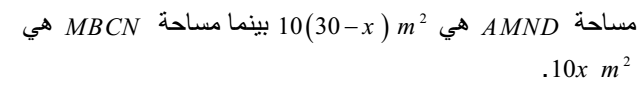 مساحة AMND هي 10(30−x) m² بينما مساحة MBCN هي
10x m².